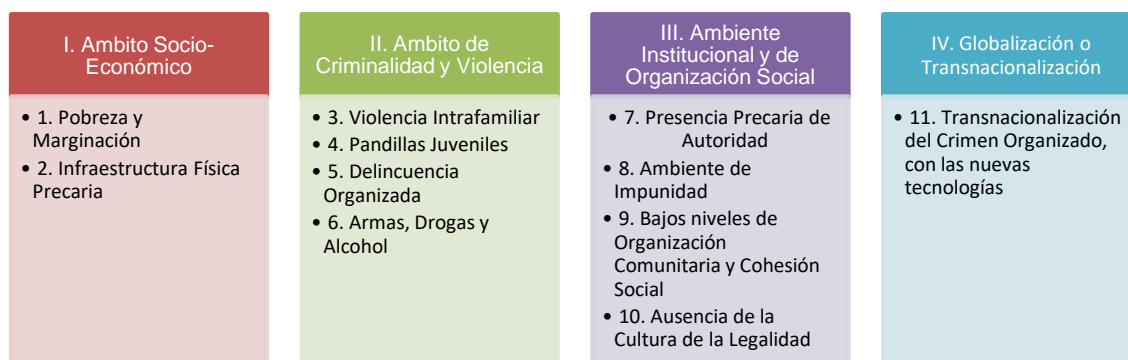 I. Ambito Socio-
Económico
• 1. Pobreza y
Marginación
• 2. Infraestructura Física
Precaria
II. Ambito de
Criminalidad y Violencia
• 3. Violencia Intrafamiliar
• 4. Pandillas Juveniles
• 5. Delincuencia
Organizada
• 6. Armas, Drogas y
Alcohol
III. Ambiente
Institucional y de
Organización Social
• 7. Presencia Precaria de
Autoridad
• 8. Ambiente de
Impunidad
• 9. Bajos niveles de
Organización
Comunitaria y Cohesión
Social
• 10. Ausencia de la
Cultura de la Legalidad
IV. Globalización o
Transnacionalización
• 11. Transnacionalización
del Crimen Organizado,
con las nuevas
tecnologías